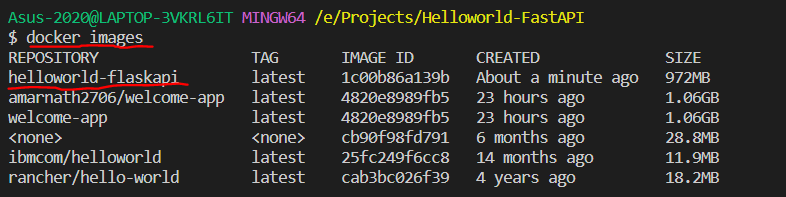 Asus-2020@LAPTOP-3VKRL6IT MINGW64 /e/Projects/Helloworld-FastAPI
$ docker images
REPOSITORY TAG IMAGE ID CREATED SIZE
helloworld-flaskapi latest 1c00b86a139b About a minute ago 972MB
amarnath2706/welcome-app latest 4820e8989fb5 23 hours ago 1.06GB
welcome-app latest 4820e8989fb5 23 hours ago 1.06GB
<none> <none> cb90f98fd791 6 months ago 28.8MB
ibmcom/helloworld latest 25fc249f6cc8 14 months ago 11.9MB
rancher/hello-world latest cab3bc026f39 4 years ago 18.2MB